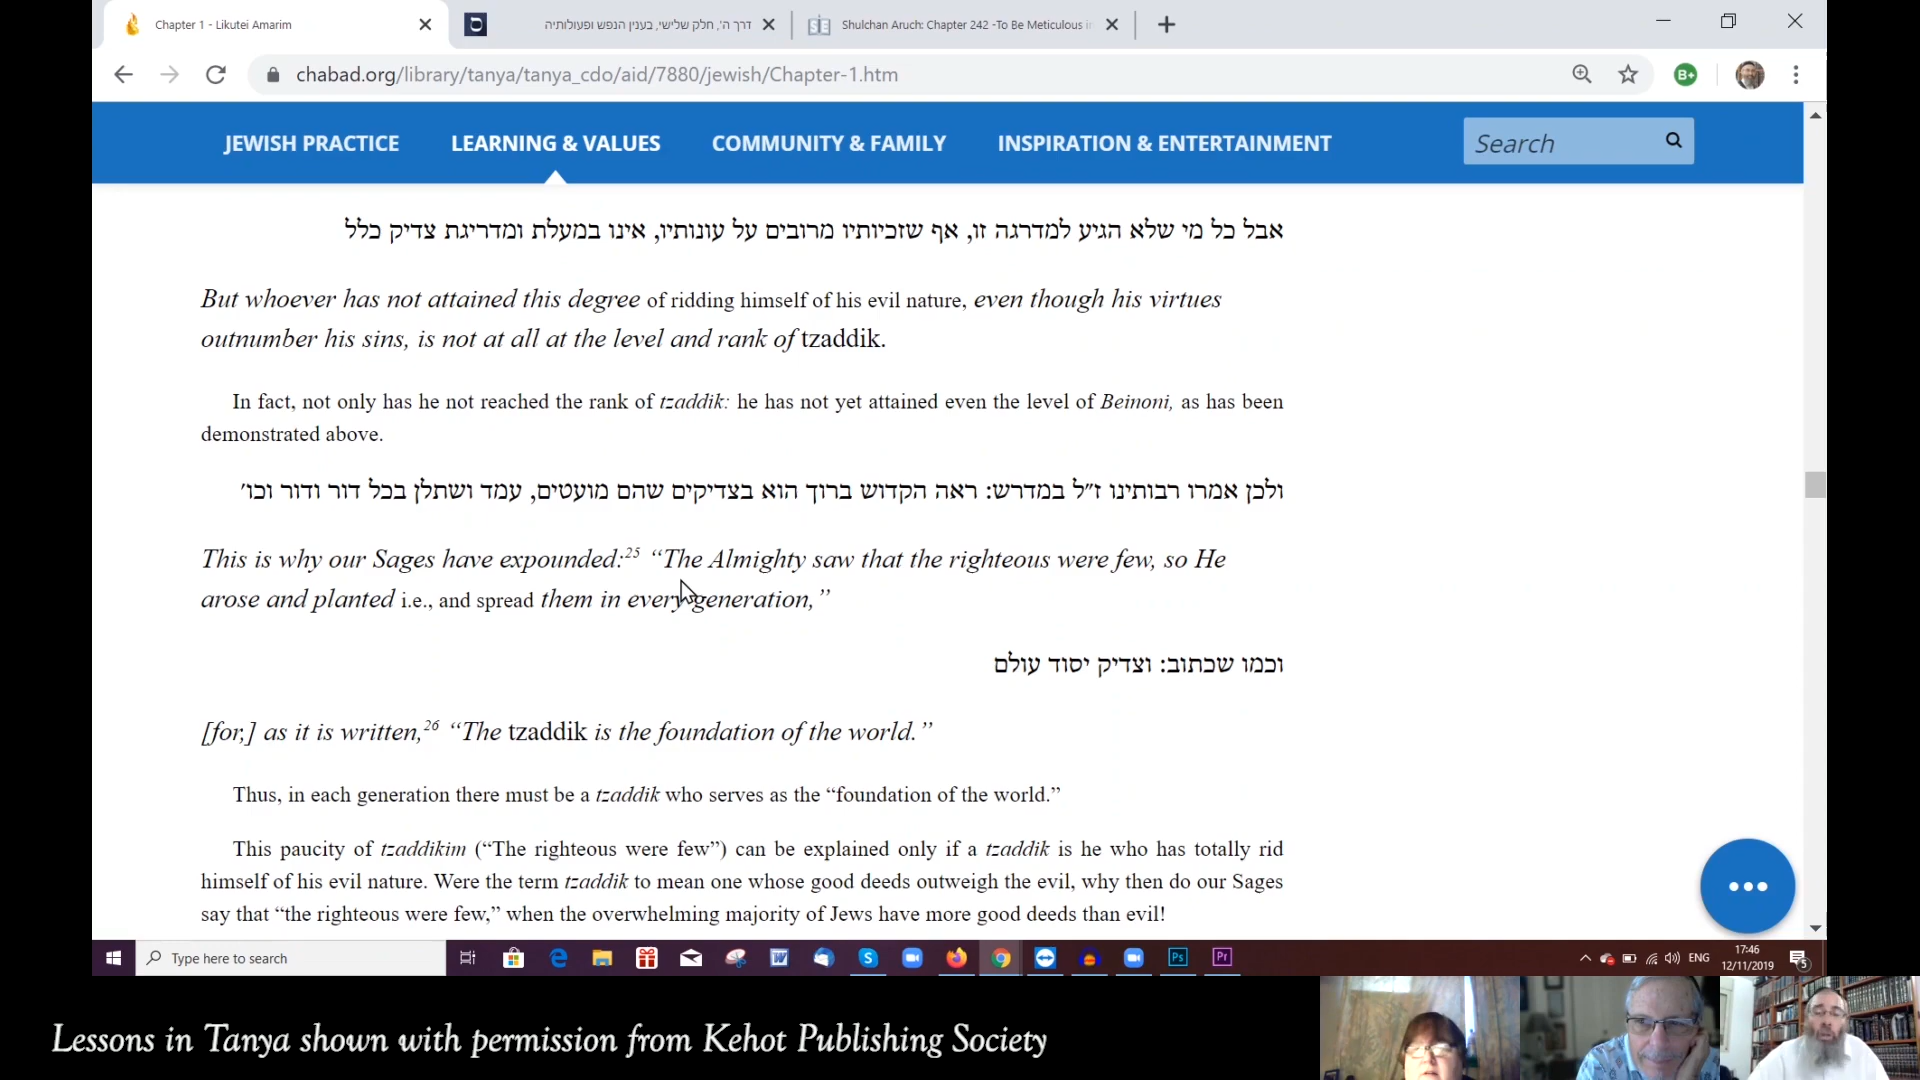 Chapter 1 - Likutei Amarim
דרך ה', חלק שלישי, בענין הנפש ופעולותיה
Shulchan Aruch: Chapter 242 -To Be Meticulous in
chabad.org/library/tanya/tanya_cdo/aid/7880/jewish/Chapter-1.htm
B+
JEWISH PRACTICE LEARNING & VALUES COMMUNITY & FAMILY INSPIRATION & ENTERTAINMENT Search
אבל כל מי שלא הגיע למדרגה זו, אף שזכיותיו מרובים על עונותיו, אינו במעלת ומדריגת צדיק כלל
But whoever has not attained this degree of ridding himself of his evil nature, even though his virtues
outnumber his sins, is not at all at the level and rank of tzaddik.
In fact, not only has he not reached the rank of tzaddik: he has not yet attained even the level of Beinoni, as has been
demonstrated above.
ולכן אמרו רבותינו ז״ל במדרש: ראה הקדוש ברוך הוא בצדיקים שהם מועטים, עמד ושתלן בכל דור ודור וכו׳
This is why our Sages have expounded:25 “The Almighty saw that the righteous were few, so He
arose and planted i.e., and spread them in every generation,”
וכמו שכתוב: וצדיק יסוד עולם
[for,] as it is written,26 “The tzaddik is the foundation of the world.”
Thus, in each generation there must be a tzaddik who serves as the “foundation of the world.”
This paucity of tzaddikim (“The righteous were few”) can be explained only if a tzaddik is he who has totally rid
himself of his evil nature. Were the term tzaddik to mean one whose good deeds outweigh the evil, why then do our Sages
say that “the righteous were few,” when the overwhelming majority of Jews have more good deeds than evil!
Type here to search
Ps Pr
ENG
17:46
12/11/2019
5
Lessons in Tanya shown with permission from Kehot Publishing Society